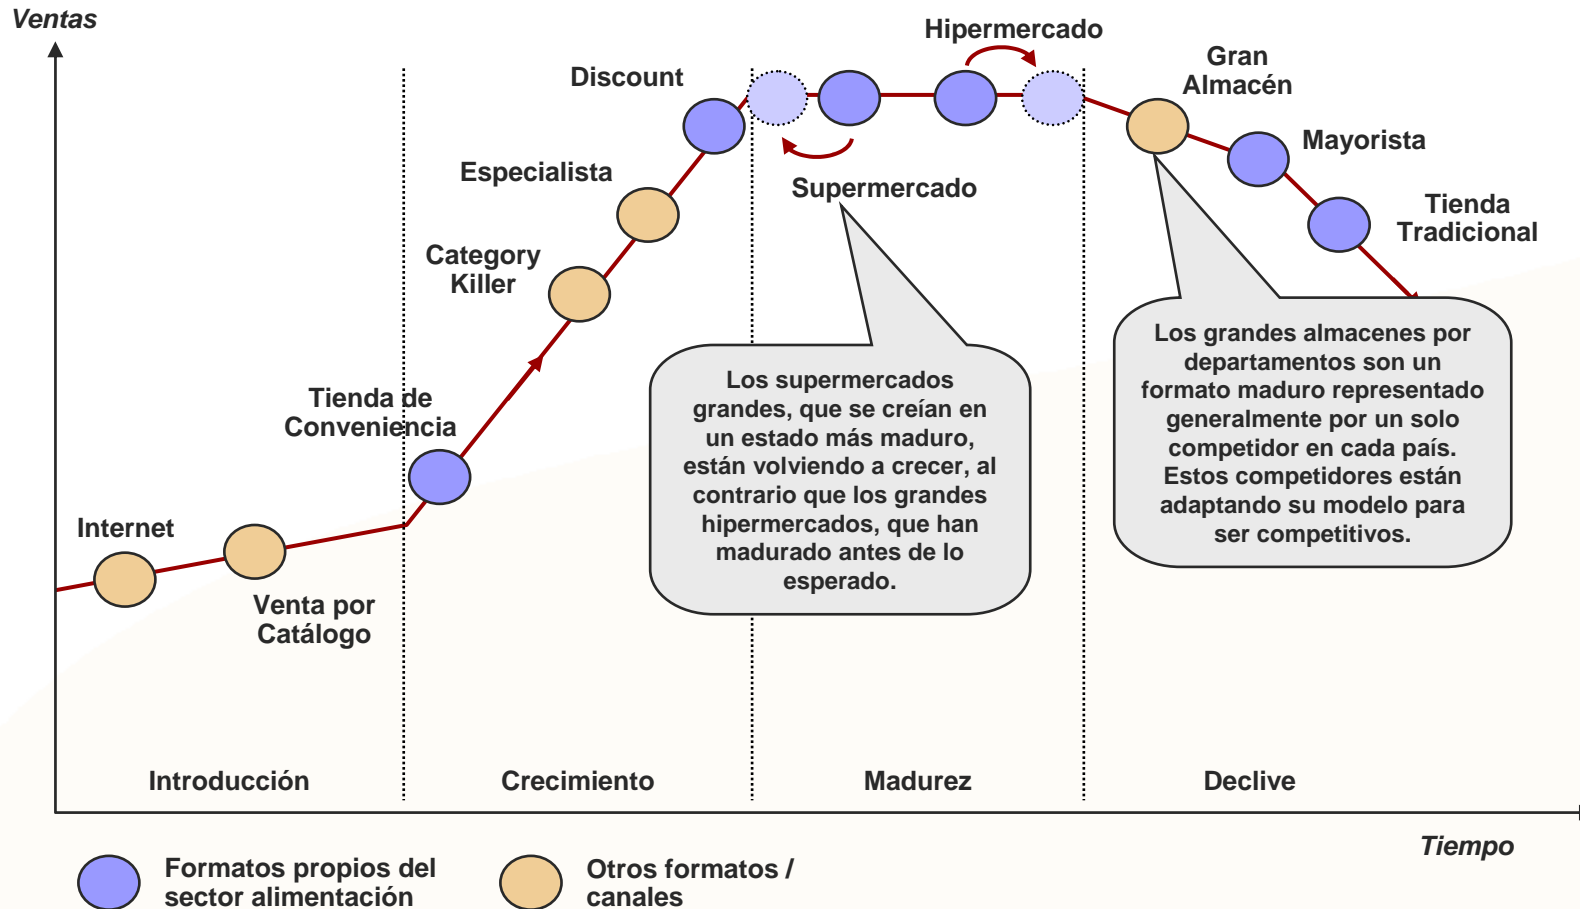 Ventas
Hipermercado
Gran
Almacén
Discount
Mayorista
Especialista
Supermercado
Tienda
Tradicional
Category
Killer
Tienda de
Conveniencia
Internet
Venta por
Catálogo
Los supermercados
grandes, que se creían en
un estado más maduro,
están volviendo a crecer, al
contrario que los grandes
hipermercados, que han
madurado antes de lo
esperado.
Los grandes almacenes por
departamentos son un
formato maduro representado
generalmente por un solo
competidor en cada país.
Estos competidores están
adaptando su modelo para
ser competitivos.
Introducción
Crecimiento
Madurez
Declive
Tiempo
Formatos propios del
sector alimentación
Otros formatos /
canales